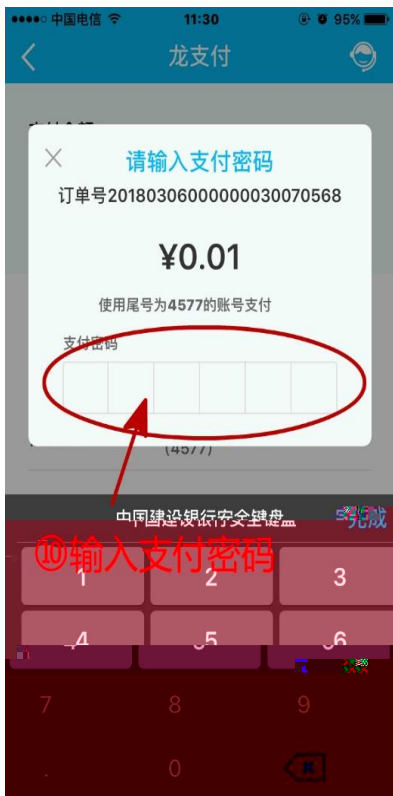 中国电信 11:30 95%
龙支付
请输入支付密码
订单号20180306000000030070568
¥0.01
使用尾号为4577的账号支付
支付密码
(4577)
中国建设银行安全键盘 完成
⑩输入支付密码
1 2 3
4 5 6
7 8 9
. 0